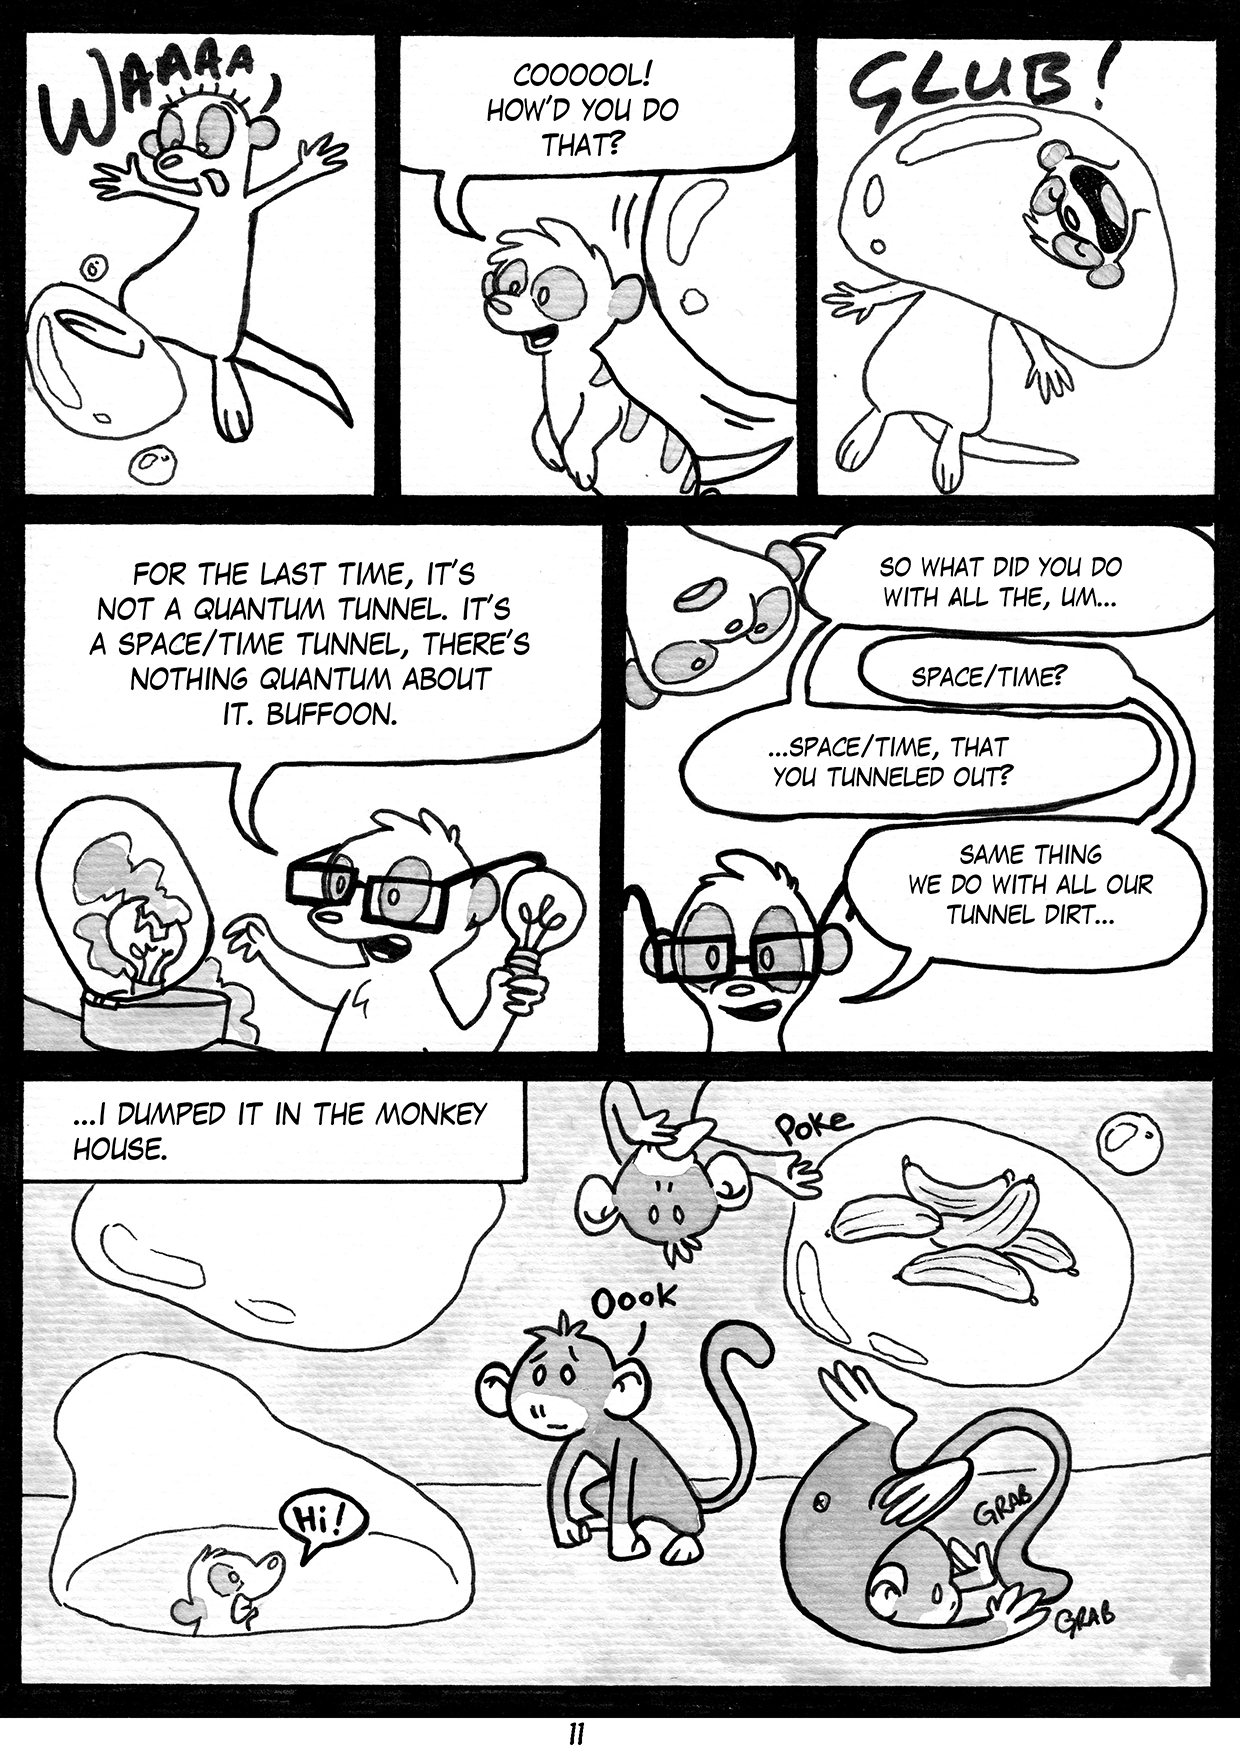 WAAAAA
COOOOOL!
HOW'D YOU DO
THAT?
GLUB!
FOR THE LAST TIME, IT'S
NOT A QUANTUM TUNNEL. IT'S
A SPACE/TIME TUNNEL, THERE'S
NOTHING QUANTUM ABOUT
IT. BUFFOON.
SO WHAT DID YOU DO
WITH ALL THE, UM...
SPACE/TIME?
...SPACE/TIME, THAT
YOU TUNNELED OUT?
SAME THING
WE DO WITH ALL OUR
TUNNEL DIRT...
...I DUMPED IT IN THE MONKEY
HOUSE.
POKE
OOOK
Hi!
GRAB
GRAB
11